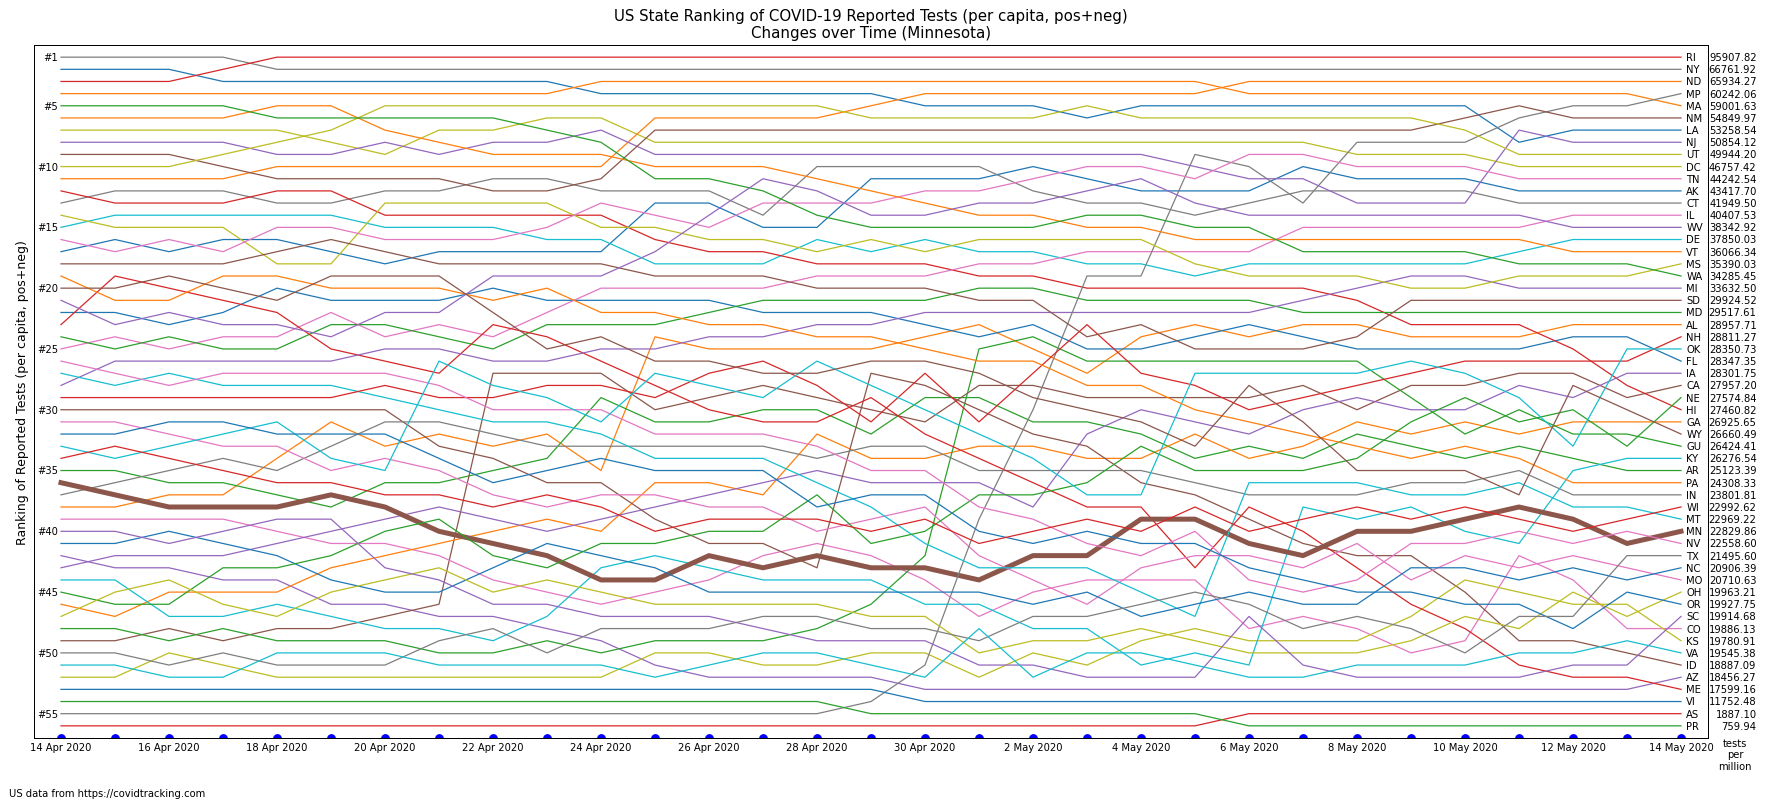 US State Ranking of COVID-19 Reported Tests (per capita, pos+neg)
Changes over Time (Minnesota)
Ranking of Reported Tests (per capita, pos+neg)
#1
#5
#10
#15
#20
#25
#30
#35
#40
#45
#50
#55
RI 95907.82
NY 66761.92
ND 65934.27
MP 60242.06
MA 59001.63
NM 54849.97
LA 53258.54
NJ 50854.12
UT 49944.20
DC 46757.42
TN 44242.54
AK 43417.70
CT 41949.50
IL 40407.53
WV 38342.92
DE 37850.03
VT 36066.34
MS 35390.03
WA 34285.45
MI 33632.50
SD 29924.52
MD 29517.61
AL 28957.71
NH 28811.27
OK 28350.73
FL 28347.35
IA 28301.75
CA 27957.20
NE 27574.84
HI 27460.82
GA 26925.65
WY 26660.49
GU 26424.41
KY 26276.54
AR 25123.39
PA 24308.33
IN 23801.81
WI 22992.62
MT 22969.22
MN 22829.86
NV 22558.60
TX 21495.60
NC 20906.39
MO 20710.63
OH 19963.21
OR 19927.75
SC 19914.68
CO 19886.13
KS 19780.91
VA 19545.38
ID 18887.09
AZ 18456.27
ME 17599.16
VI 11752.48
AS 1887.10
PR 759.94
14 Apr 2020 16 Apr 2020 18 Apr 2020 20 Apr 2020 22 Apr 2020 24 Apr 2020 26 Apr 2020 28 Apr 2020 30 Apr 2020 2 May 2020 4 May 2020 6 May 2020 8 May 2020 10 May 2020 12 May 2020 14 May 2020
tests
per
million
US data from https://covidtracking.com